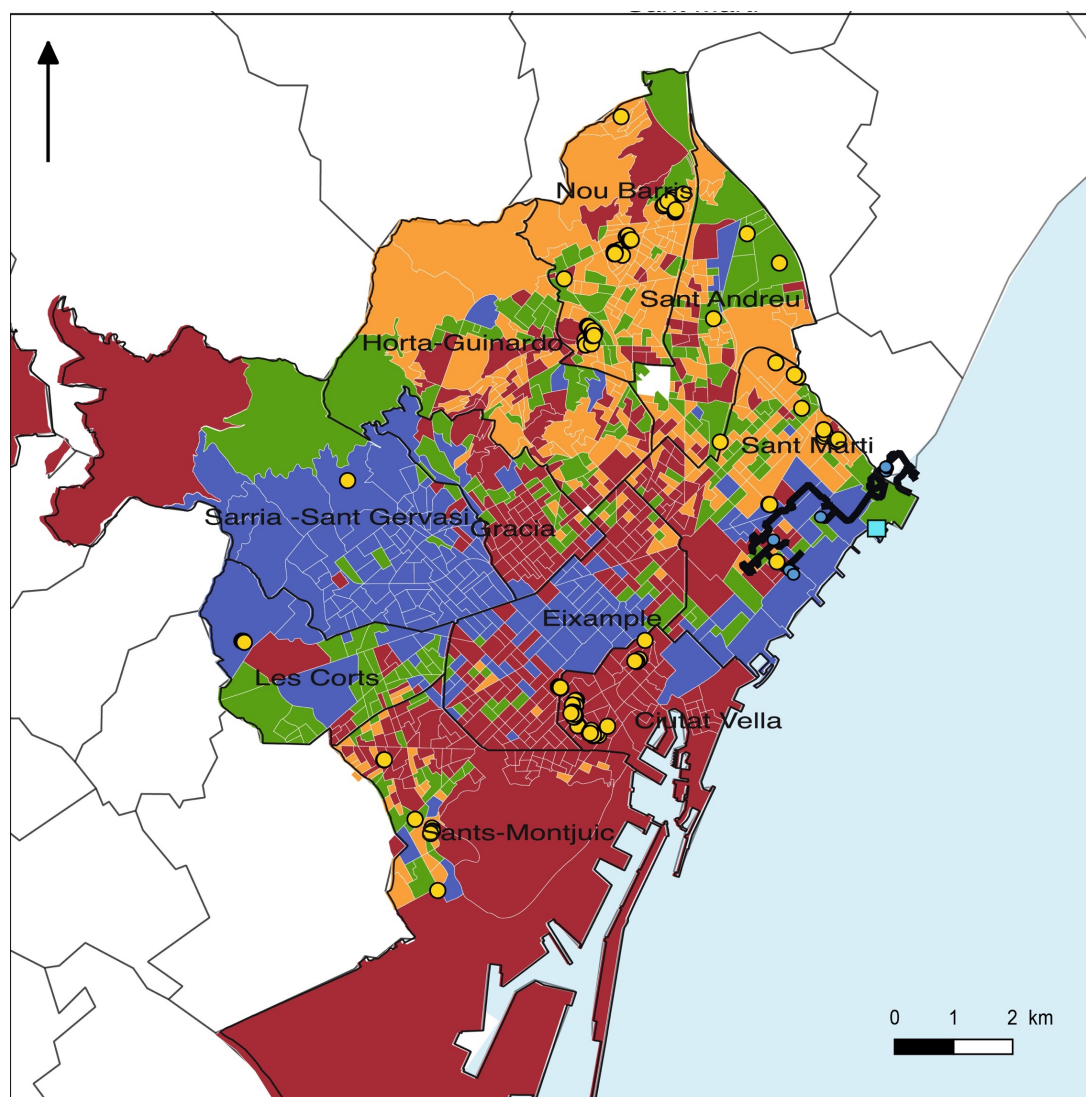 Nou Barris
Sant Andreu
Horta-Guinardo
Sant Marti
Sarria -Sant Gervasi
Gracia
Eixample
Les Corts
Ciutat Vella
Sants-Montjuic
0 1 2 km